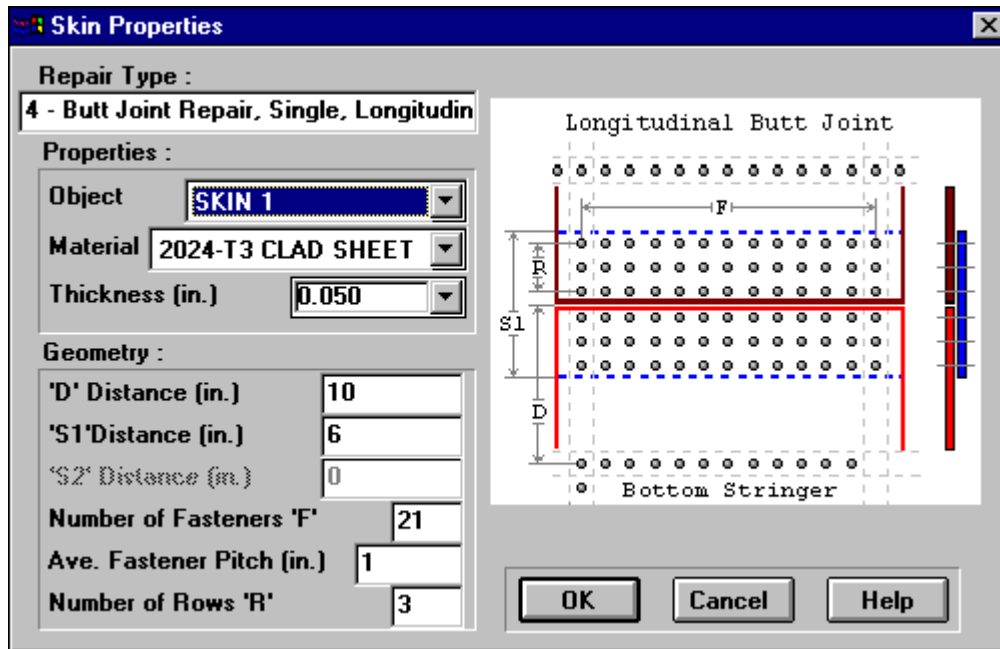 Skin Properties
Repair Type :
4 - Butt Joint Repair, Single, Longitudin
Properties :
Object SKIN 1
Material 2024-T3 CLAD SHEET
Thickness (in.) 0.050
Geometry :
'D' Distance (in.) 10
'S1'Distance (in.) 6
'S2' Distance (in.) 0
Number of Fasteners 'F' 21
Ave. Fastener Pitch (in.) 1
Number of Rows 'R' 3
Longitudinal Butt Joint
F
R
S1
D
Bottom Stringer
OK Cancel Help